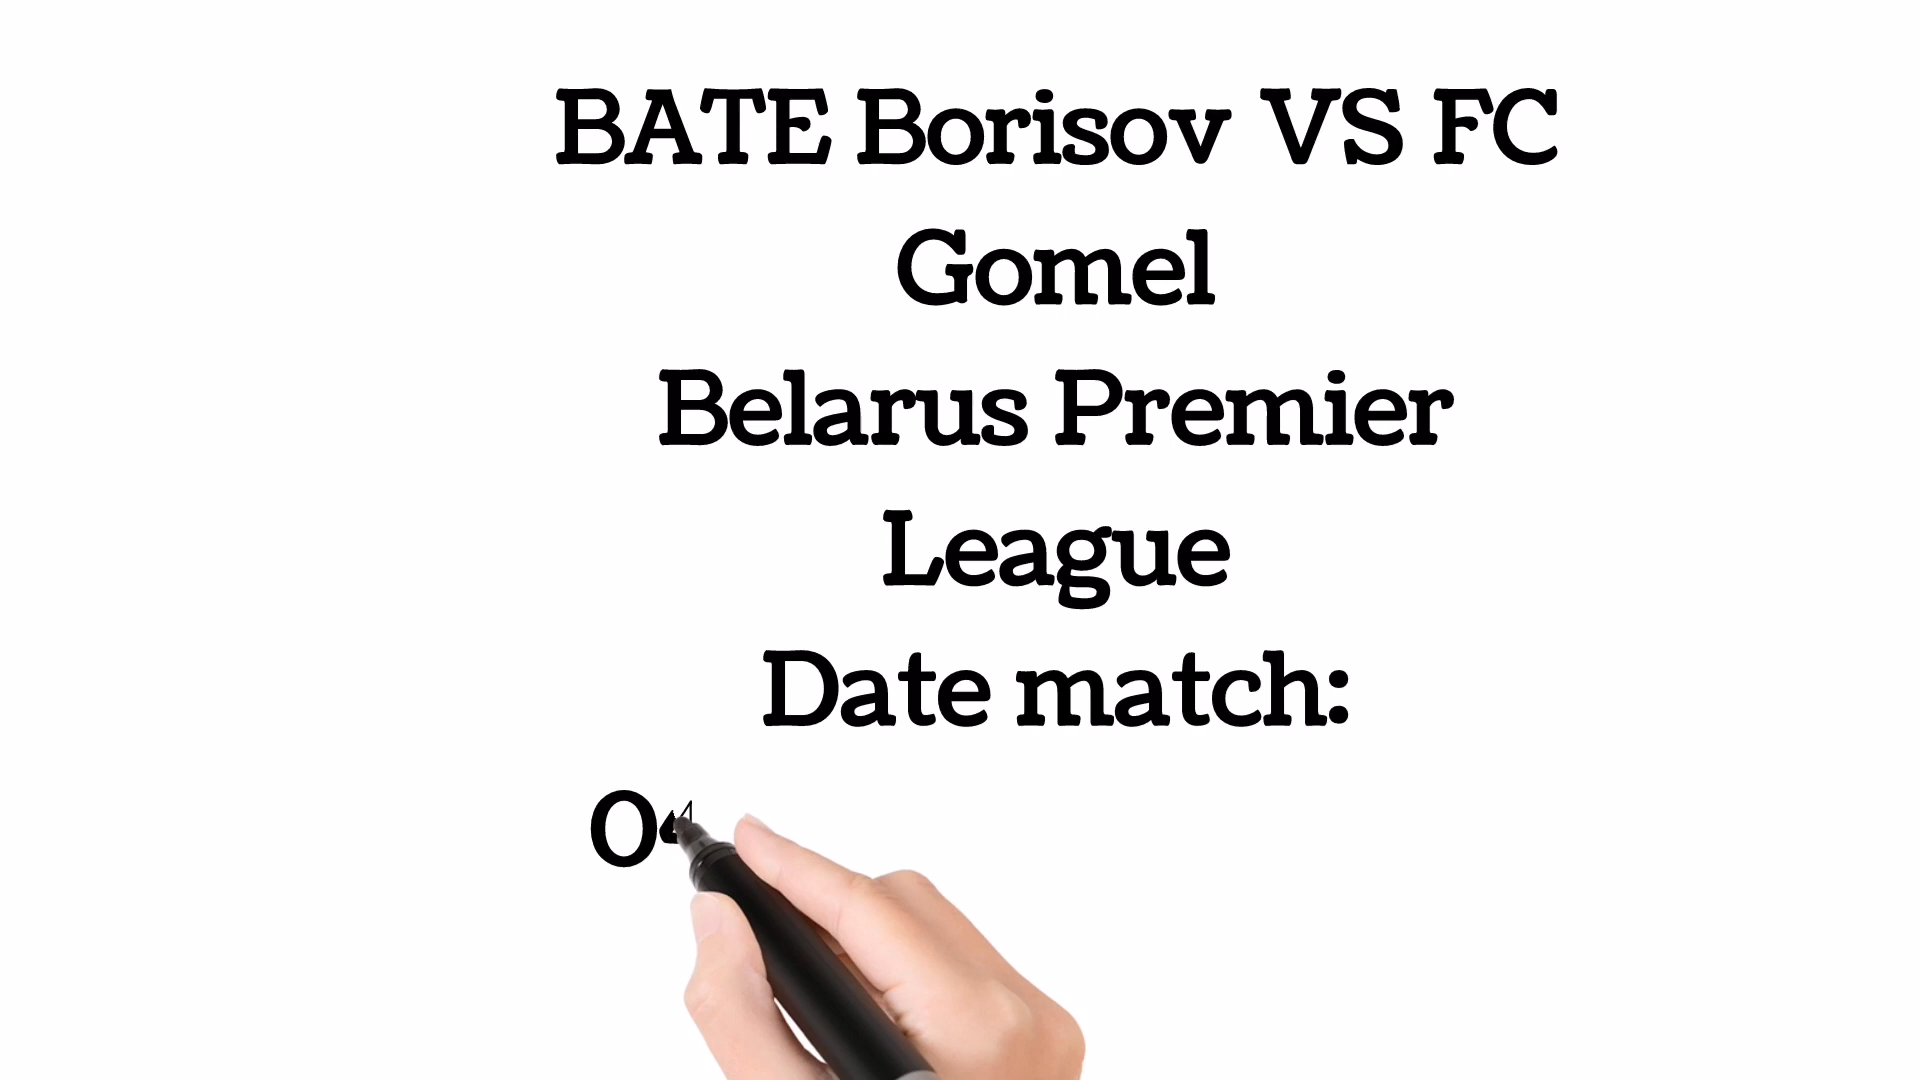 BATE Borisov VS FC
Gomel
Belarus Premier
League
Date match:
0